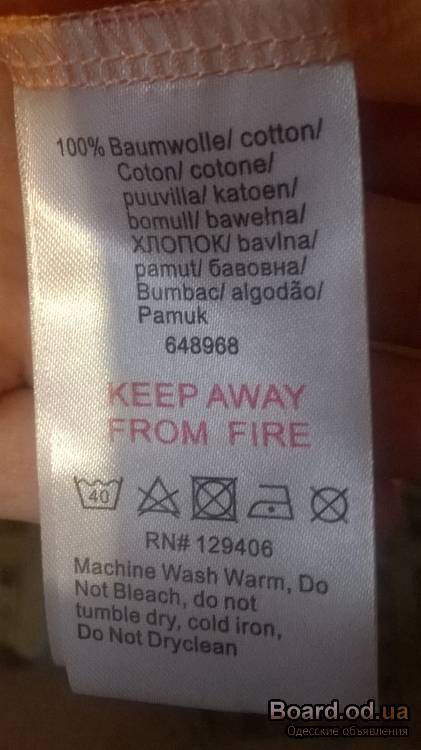 100% Baumwolle/ cotton/
Coton/ cotone/
puuvilla/ katoen/
bomull/ bawełna/
ХЛОПОК/ bavlna/
pamut/ бавовна/
Bumbac/ algodão/
Pamuk
648968
KEEP AWAY
FROM FIRE
40
RN# 129406
Machine Wash Warm, Do
Not Bleach, do not
tumble dry, cold iron,
Do Not Dryclean
Board.od.ua
Одесские объявления